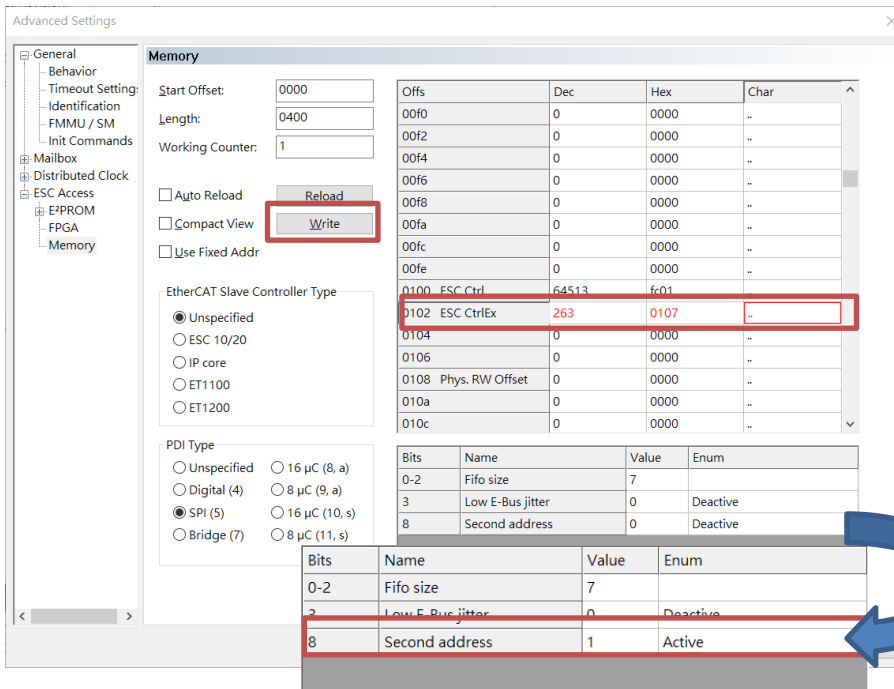 Advanced Settings
General
Behavior
Timeout Setting
Identification
FMMU / SM
Init Commands
Mailbox
Distributed Clock
ESC Access
E²PROM
FPGA
Memory
Memory
Start Offset: 0000
Length: 0400
Working Counter: 1
Auto Reload Reload
Compact View Write
Use Fixed Addr
EtherCAT Slave Controller Type
Unspecified
ESC 10/20
IP core
ET1100
ET1200
PDI Type
Unspecified 16 µC (8, a)
Digital (4) 8 µC (9, a)
SPI (5) 16 µC (10, s)
Bridge (7) 8 µC (11, s)
Offs Dec Hex Char
00f0 0 0000 ..
00f2 0 0000 ..
00f4 0 0000 ..
00f6 0 0000 ..
00f8 0 0000 ..
00fa 0 0000 ..
00fc 0 0000 ..
00fe 0 0000 ..
0100 ESC Ctrl 64513 fc01 ..
0102 ESC CtrlEx 263 0107 ..
0104 0 0000 ..
0106 0 0000 ..
0108 Phys. RW Offset 0 0000 ..
010a 0 0000 ..
010c 0 0000 ..
Bits Name Value Enum
0-2 Fifo size 7
3 Low E-Bus jitter 0 Deactive
8 Second address 0 Deactive
Bits Name Value Enum
0-2 Fifo size 7
3 Low E-Bus jitter 0 Deactive
8 Second address 1 Active